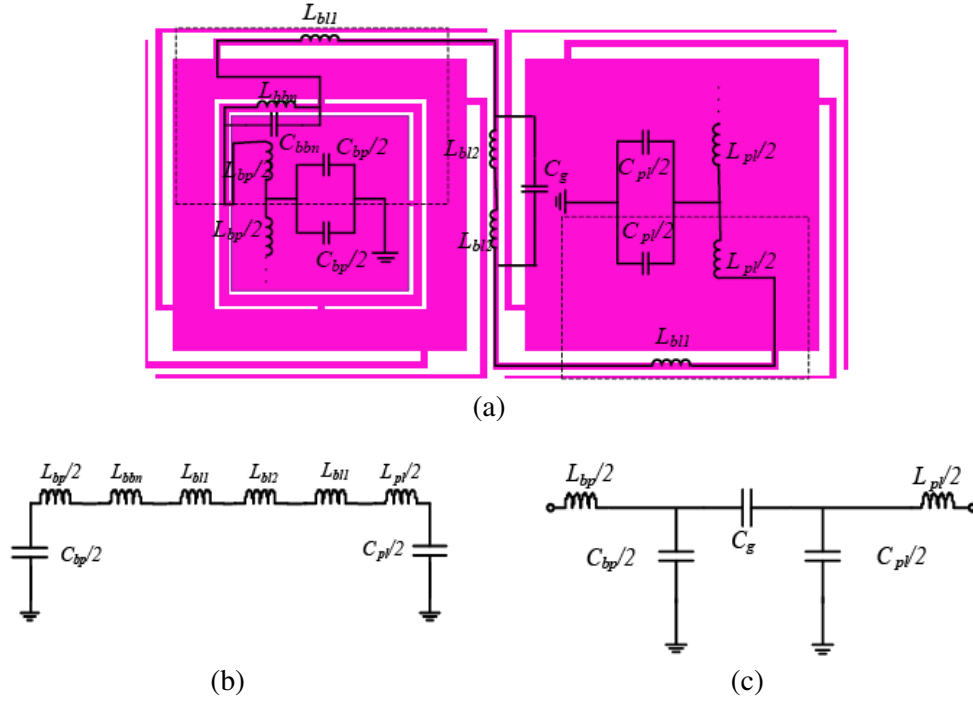 L_bl1
L_bbn
C_bbn
C_bp/2
L_bp/2
L_bp/2
C_bp/2
L_bl2
C_g
L_bl2
C_pl/2
L_pl/2
C_pl/2
L_pl/2
L_bl1
(a)
L_bp/2 L_bbn L_bl1 L_bl2 L_bl1 L_pl/2
C_bp/2 C_pl/2
(b)
L_bp/2 L_pl/2
C_g
C_bp/2 C_pl/2
(c)